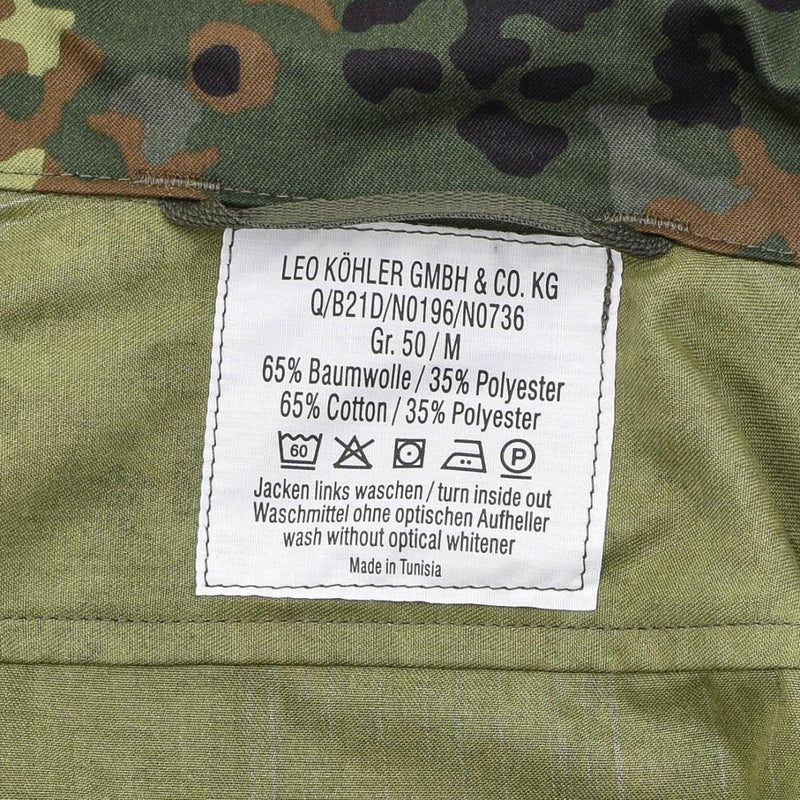 LEO KÖHLER GMBH & CO. KG
Q/B21D/N0196/N0736
Gr. 50 / M
65% Baumwolle / 35% Polyester
65% Cotton / 35% Polyester
60 P
Jacken links waschen / turn inside out
Waschmittel ohne optischen Aufheller
wash without optical whitener
Made in Tunisia